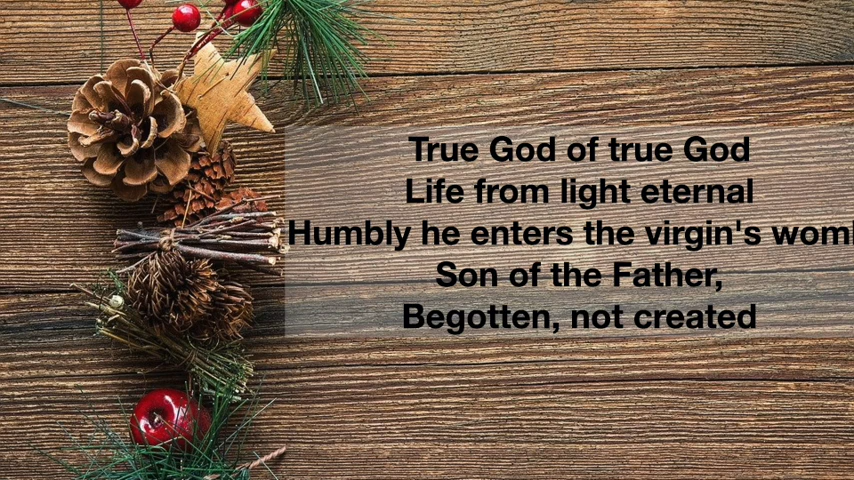 True God of true God
Life from light eternal
Humbly he enters the virgin's wom
Son of the Father,
Begotten, not created